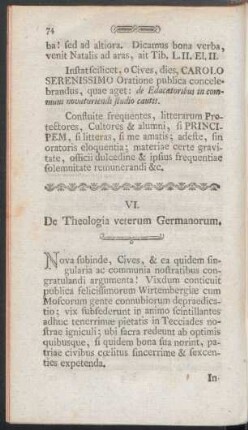 74
ba! sed ad altiora. Dicamus bona verba,
venit Natalis ad aras, ait Tib. L. II. El. II.
Instat scilicet, o Cives, dies, CAROLO
SERENISSIMO Oratione publica concele-
brandus, quae aget: de Educatoribus in com-
munem novaturiendi studio cautis.
Confluite frequentes, litterarum Pro-
tectores, Cultores & alumni, si PRINCI-
PEM, si litteras, si me amatis; adeste, sin
oratoris eloquentia; materiae certe gravi-
tate, officii dulcedine & ipsius frequentiae
solemnitate remunerandi &c.
VI.
De Theologia veterum Germanorum.
Nova subinde, Cives, & ea quidem sin-
gularia ac communia nostratibus con-
gratulandi argumenta! Vixdum conticuit
publica felicissimorum Wirtembergiae cum
Moscorum gente connubiorum depraedica-
tio; vix subsederunt in animo scintillantes
adhuc tenerrimae pietatis in Tecciades no-
strae igniculi; ubi sacra redeunt ab optimis
quibusque, si quidem bona sua norint, pa-
triae civibus cœlitus sincerrime & sexcen-
ties expetenda.
In-